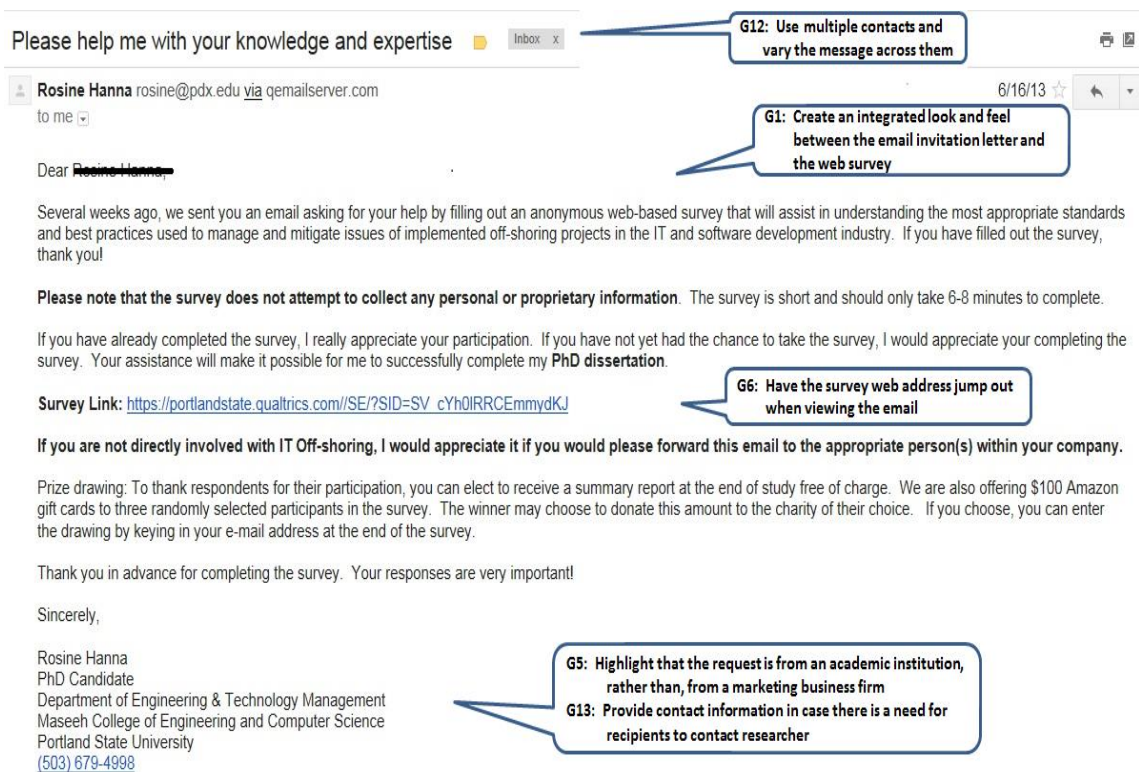 G12: Use multiple contacts and
vary the message across them
Please help me with your knowledge and expertise
Inbox x
Rosine Hanna rosine@pdx.edu via qemailserver.com
6/16/13
to me
G1: Create an integrated look and feel
between the email invitation letter and
the web survey
Dear Rosine Hanna,
Several weeks ago, we sent you an email asking for your help by filling out an anonymous web-based survey that will assist in understanding the most appropriate standards
and best practices used to manage and mitigate issues of implemented off-shoring projects in the IT and software development industry. If you have filled out the survey,
thank you!
Please note that the survey does not attempt to collect any personal or proprietary information. The survey is short and should only take 6-8 minutes to complete.
If you have already completed the survey, I really appreciate your participation. If you have not yet had the chance to take the survey, I would appreciate your completing the
survey. Your assistance will make it possible for me to successfully complete my PhD dissertation.
G6: Have the survey web address jump out
when viewing the email
Survey Link: https://portlandstate.qualtrics.com//SE/?SID=SV_cYh0lRRCEmmydKJ
If you are not directly involved with IT Off-shoring, I would appreciate it if you would please forward this email to the appropriate person(s) within your company.
Prize drawing: To thank respondents for their participation, you can elect to receive a summary report at the end of study free of charge. We are also offering $100 Amazon
gift cards to three randomly selected participants in the survey. The winner may choose to donate this amount to the charity of their choice. If you choose, you can enter
the drawing by keying in your e-mail address at the end of the survey.
Thank you in advance for completing the survey. Your responses are very important!
Sincerely,
Rosine Hanna
PhD Candidate
Department of Engineering & Technology Management
Maseeh College of Engineering and Computer Science
Portland State University
(503) 679-4998
G5: Highlight that the request is from an academic institution,
rather than, from a marketing business firm
G13: Provide contact information in case there is a need for
recipients to contact researcher